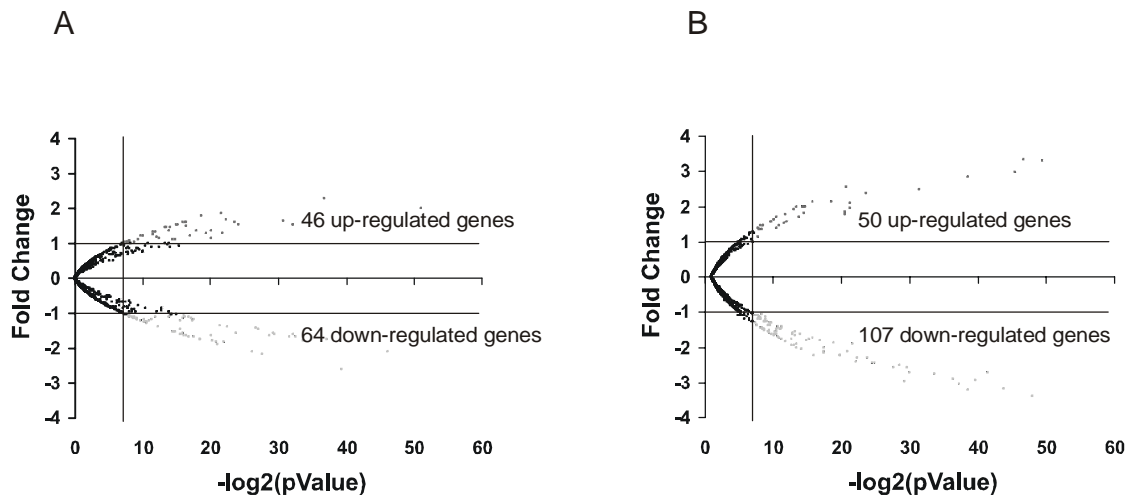 A
4
3
2
1
0
-1
-2
-3
-4
Fold Change
46 up-regulated genes
64 down-regulated genes
0 10 20 30 40 50 60
-log2(pValue)
B
4
3
2
1
0
-1
-2
-3
-4
Fold Change
50 up-regulated genes
107 down-regulated genes
0 10 20 30 40 50 60
-log2(pValue)